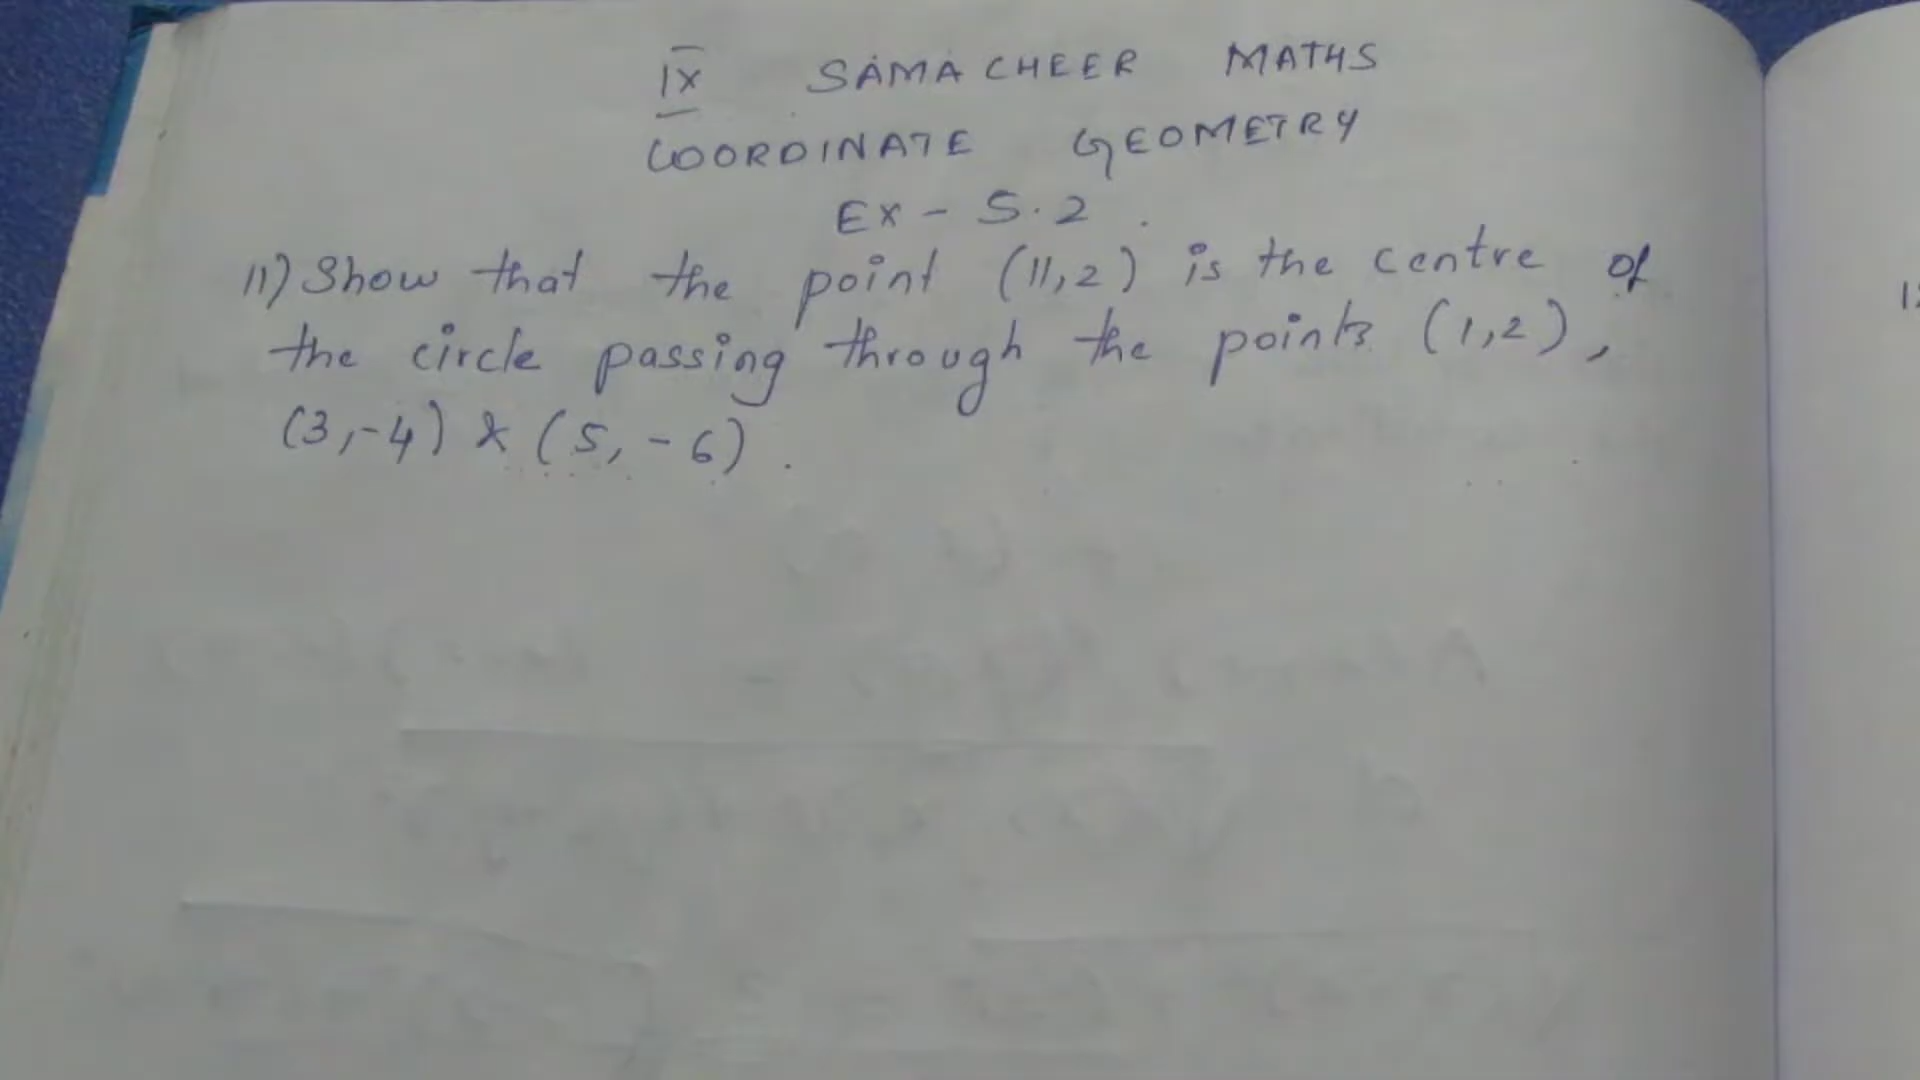 IX SAMACHEER MATHS
COORDINATE GEOMETRY
EX - 5.2.
11) Show that the point (11,2) is the centre of
the circle passing through the points (1,2),
(3,-4) & (5,-6).